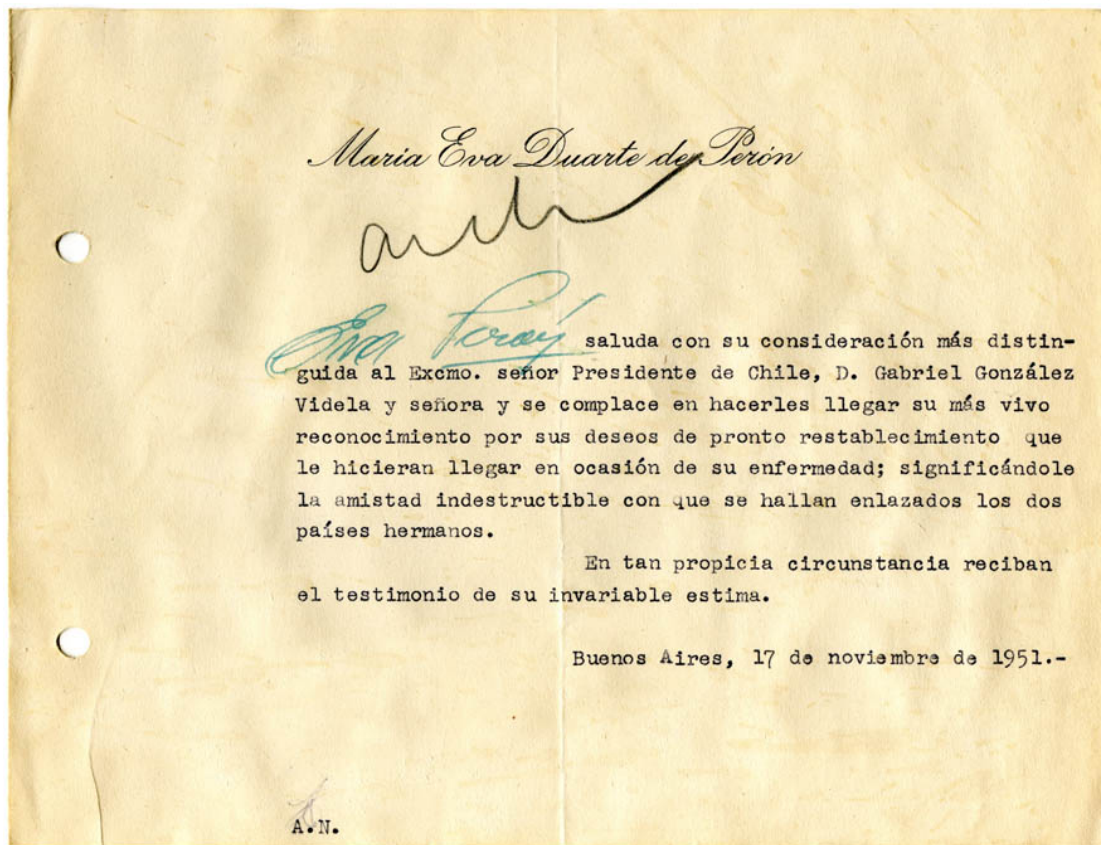 María Eva Duarte de Perón
Eva Perón saluda con su consideración más distin-
guida al Excmo. señor Presidente de Chile, D. Gabriel González
Videla y señora y se complace en hacerles llegar su más vivo
reconocimiento por sus deseos de pronto restablecimiento que
le hicieran llegar en ocasión de su enfermedad; significándole
la amistad indestructible con que se hallan enlazados los dos
países hermanos.
En tan propicia circunstancia reciban
el testimonio de su invariable estima.
Buenos Aires, 17 de noviembre de 1951.-
A.N.